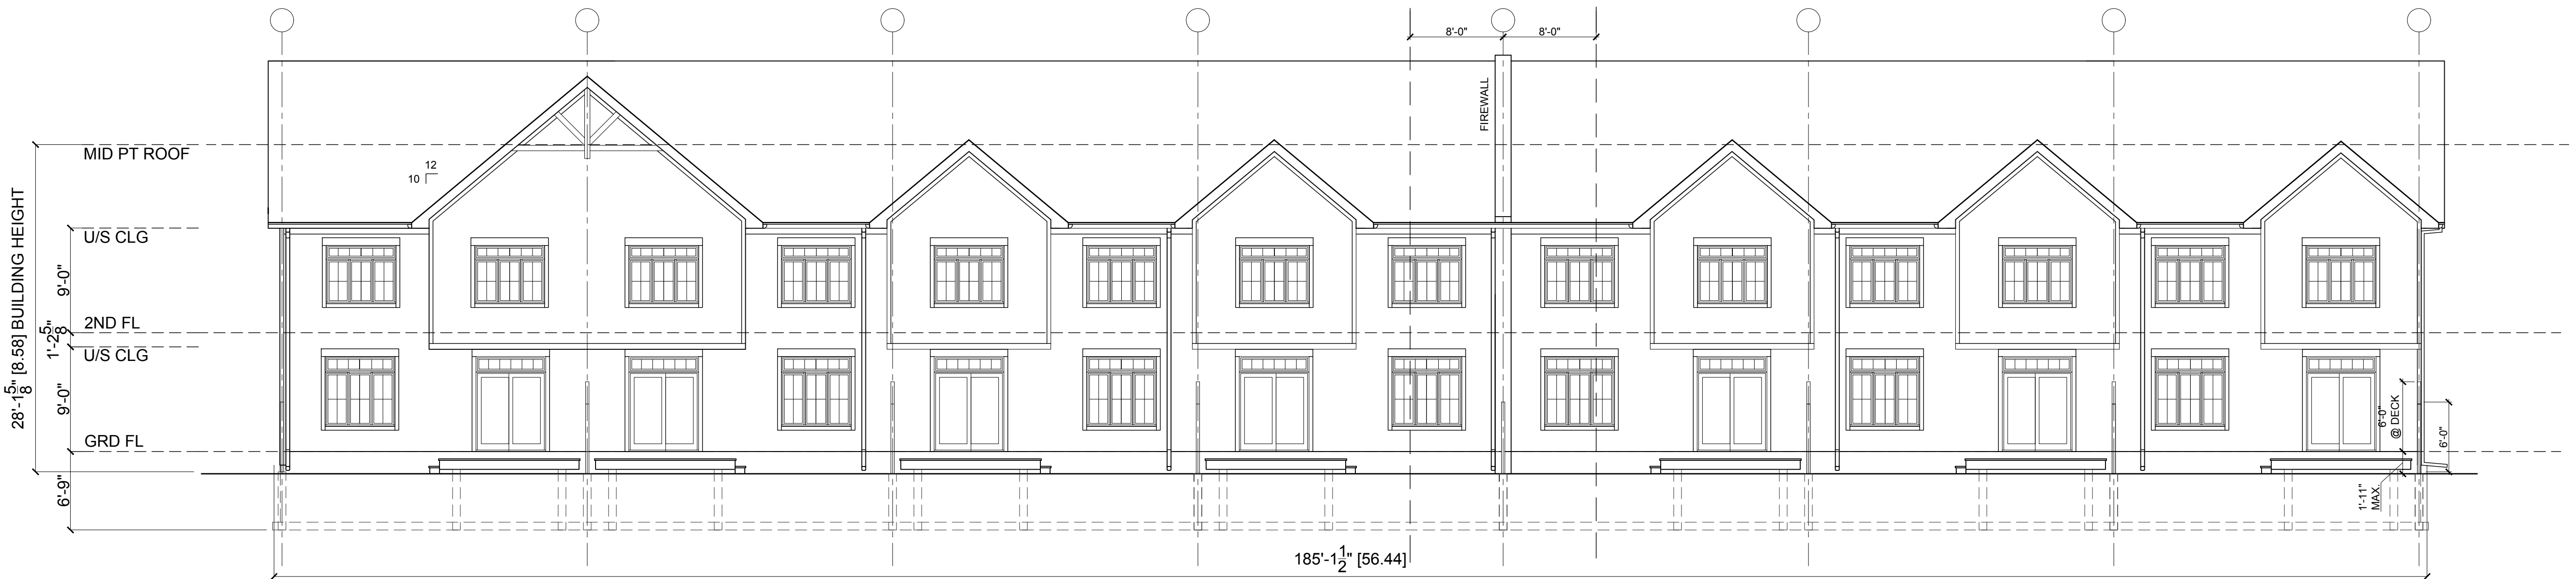 8'-0" 8'-0"
FIREWALL
MID PT ROOF
12
10
U/S CLG
9'-0"
2ND FL
1'-2 5/8"
U/S CLG
9'-0"
GRD FL
6'-9"
28'-1 5/8" [8.58] BUILDING HEIGHT
6'-0"
@ DECK
6'-0"
1'-11"
MAX.
185'-1 1/2" [56.44]